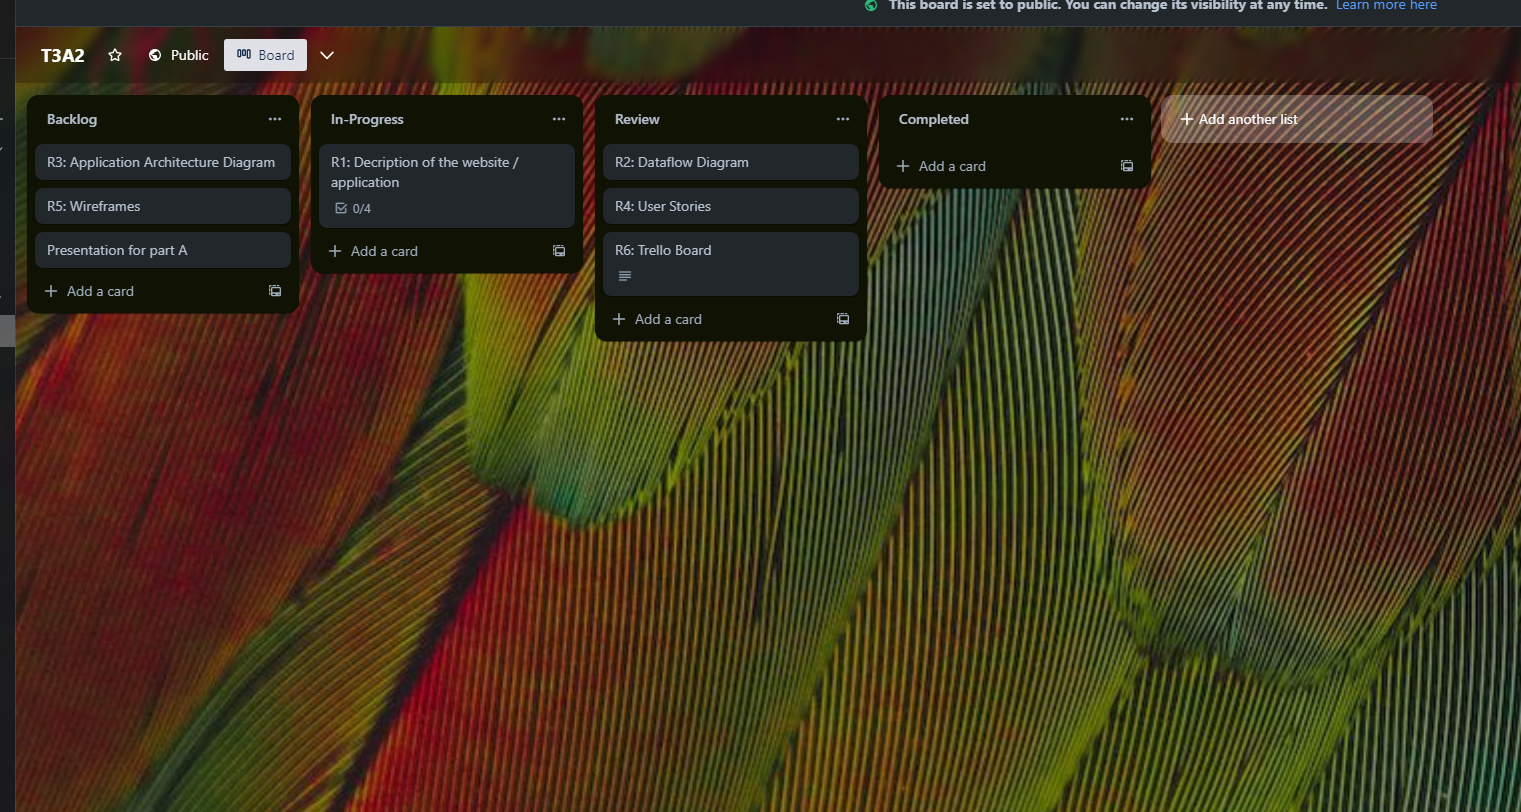 This board is set to public. You can change its visibility at any time. Learn more here
T3A2 Public Board
Backlog
R3: Application Architecture Diagram
R5: Wireframes
Presentation for part A
+ Add a card
In-Progress
R1: Decription of the website /
application
0/4
+ Add a card
Review
R2: Dataflow Diagram
R4: User Stories
R6: Trello Board
+ Add a card
Completed
+ Add a card
+ Add another list